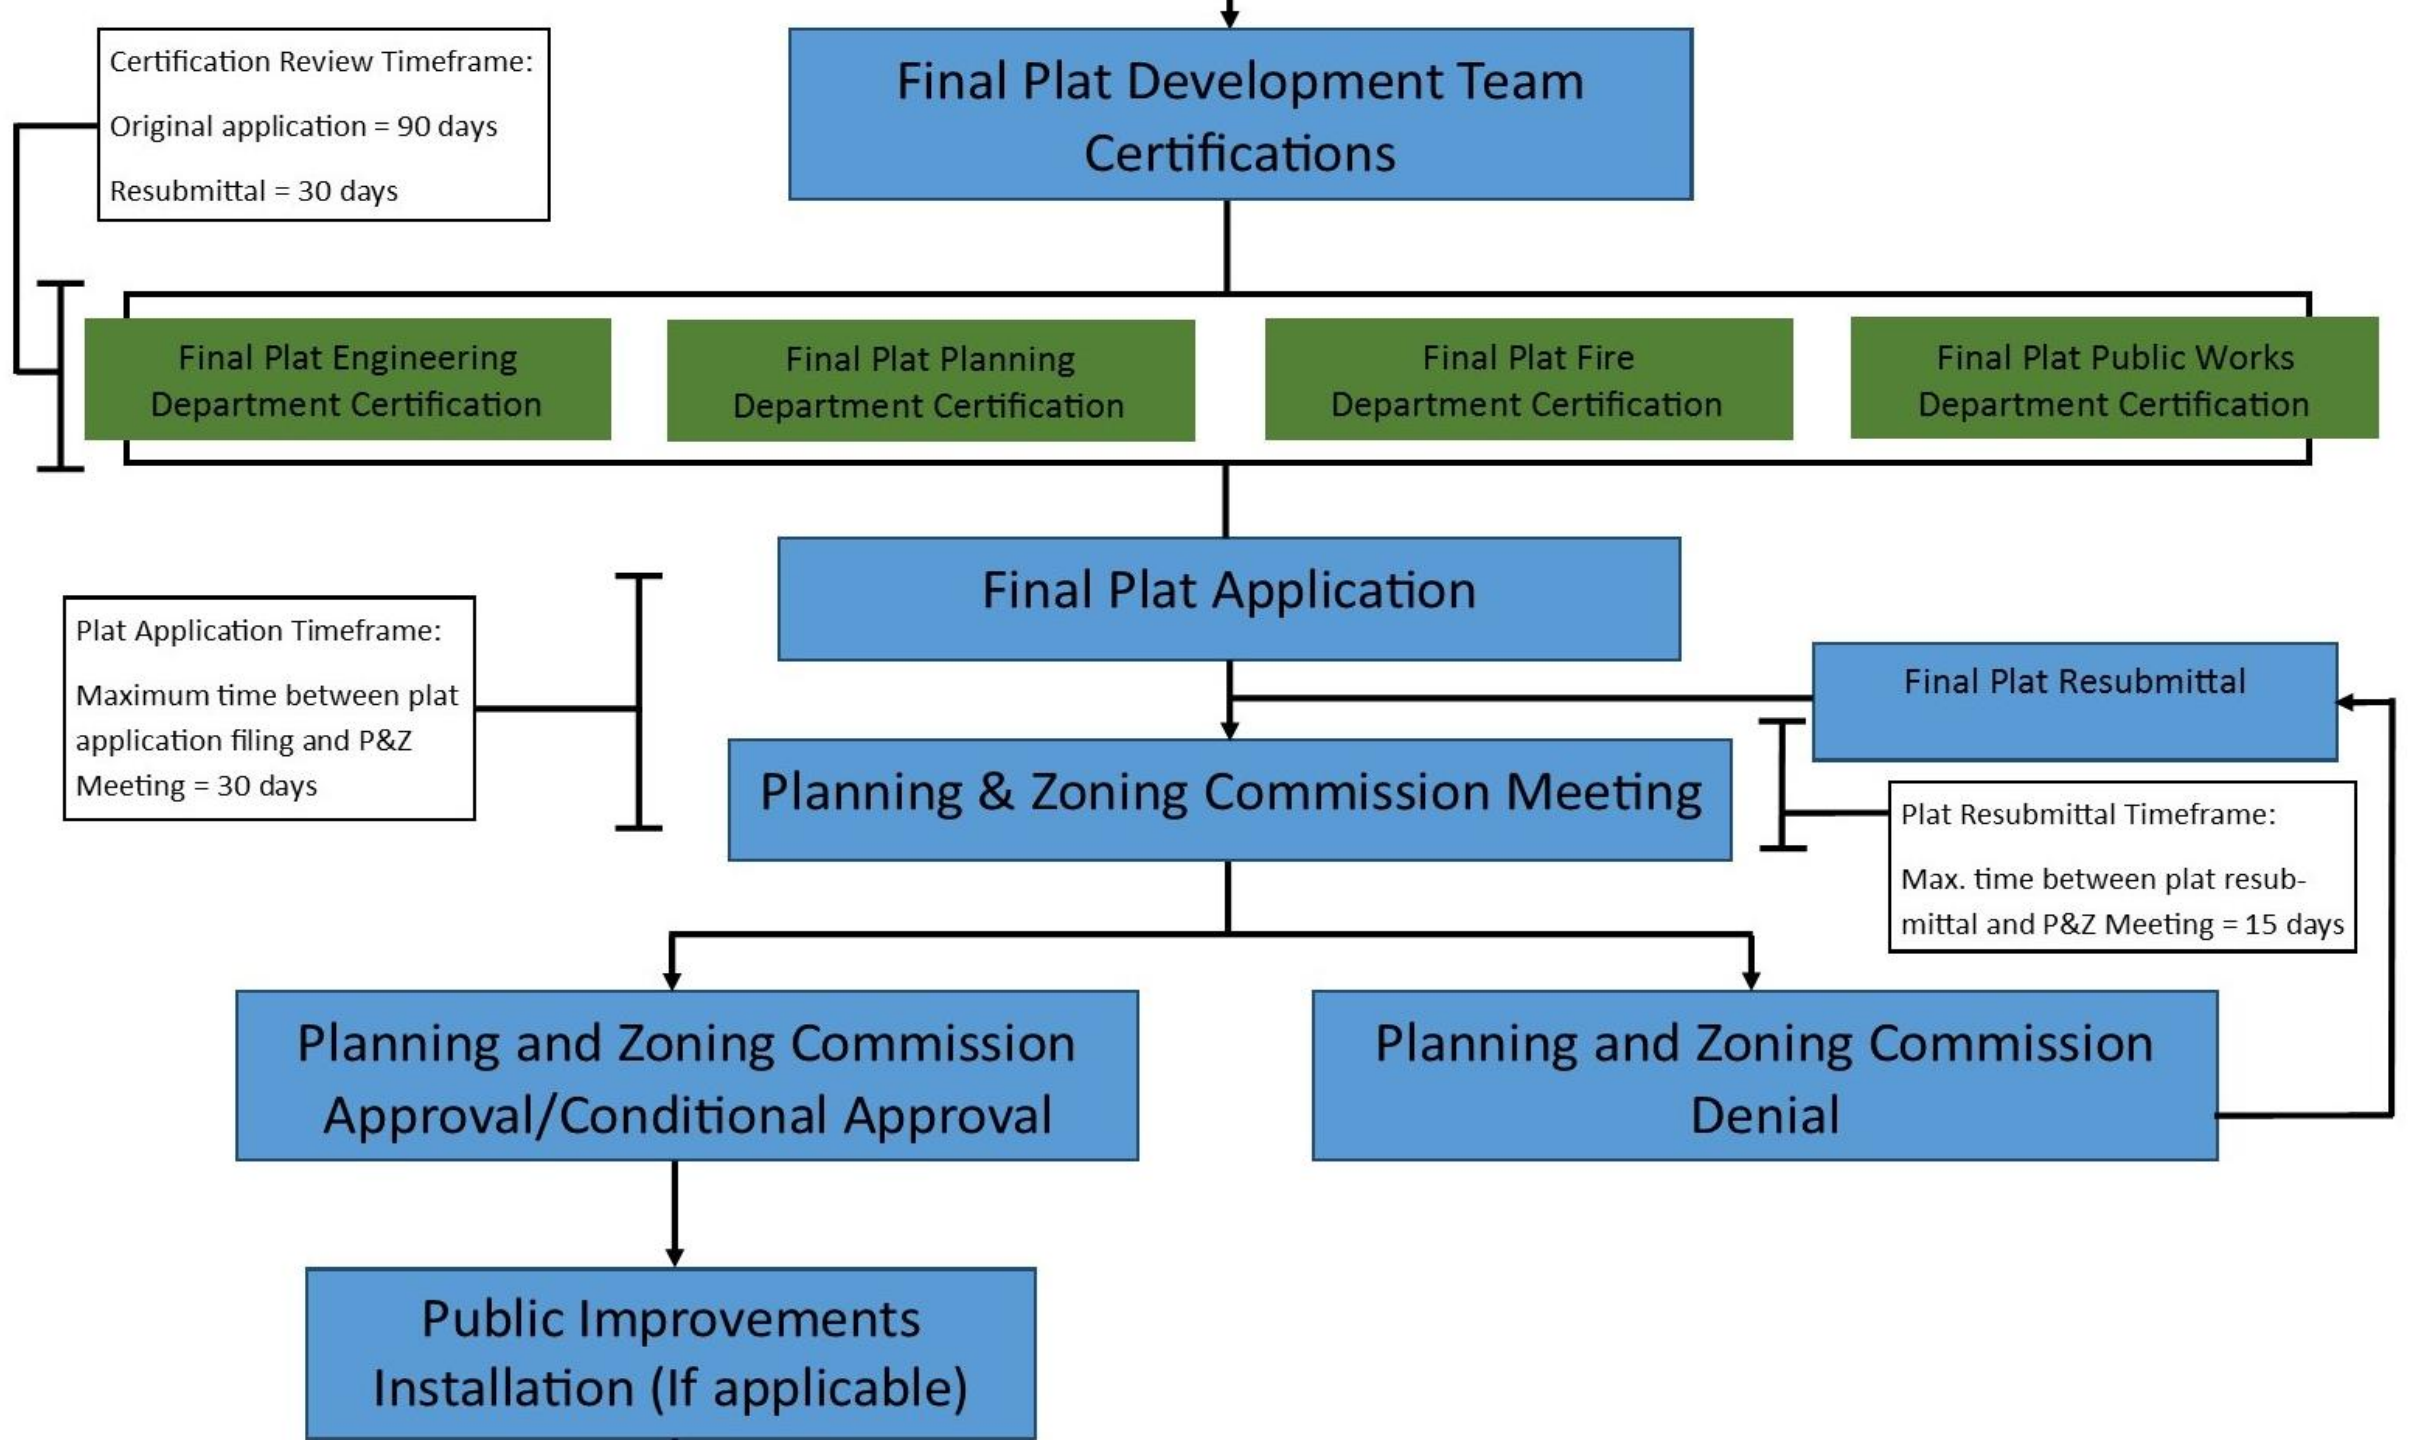 Certification Review Timeframe:
Original application = 90 days
Resubmittal = 30 days
Final Plat Development Team
Certifications
Final Plat Engineering
Department Certification
Final Plat Planning
Department Certification
Final Plat Fire
Department Certification
Final Plat Public Works
Department Certification
Final Plat Application
Plat Application Timeframe:
Maximum time between plat
application filing and P&Z
Meeting = 30 days
Final Plat Resubmittal
Planning & Zoning Commission Meeting
Plat Resubmittal Timeframe:
Max. time between plat resub-
mittal and P&Z Meeting = 15 days
Planning and Zoning Commission
Approval/Conditional Approval
Planning and Zoning Commission
Denial
Public Improvements
Installation (If applicable)